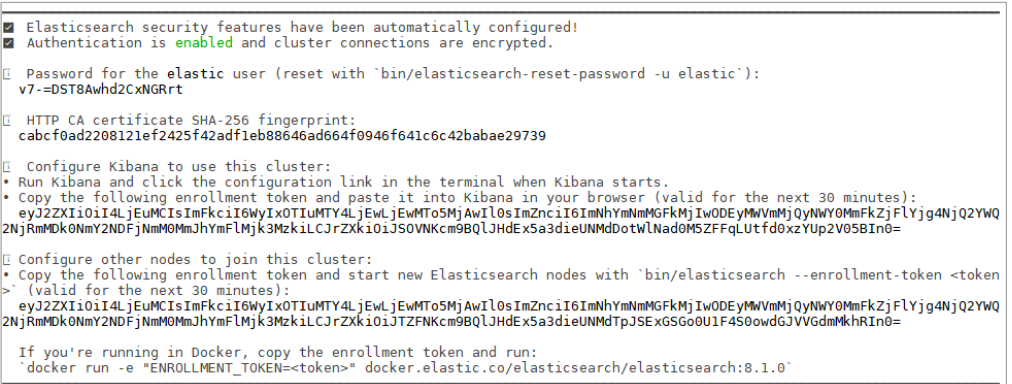 Elasticsearch security features have been automatically configured!
Authentication is enabled and cluster connections are encrypted.
Password for the elastic user (reset with `bin/elasticsearch-reset-password -u elastic`):
v7-=DST8Awhd2CxNGRrt
HTTP CA certificate SHA-256 fingerprint:
cabcf0ad2208121ef2425f42adf1eb88646ad664f0946f641c6c42babae29739
Configure Kibana to use this cluster:
• Run Kibana and click the configuration link in the terminal when Kibana starts.
• Copy the following enrollment token and paste it into Kibana in your browser (valid for the next 30 minutes):
eyJ2ZXIiOiI4LjEuMCIsImFkciI6WyIxOTIuMTY4LjEwLjEwMTo5MjAwIl0sImZnciI6ImNhYmNmMGFkMjIwODEyMWVmMjQyNWY0MmFkZjFlYjg4NjQ2YWQ
2NjRmMDk0NmY2NDFjNmM0MmJhYmFlMjk3MzkiLCJrZXkiOiJSOVNKcm9BQlJHdEx5a3dieUNMdDotWlNad0M5ZFFqLUtfd0xzYUp2V05BIn0=
Configure other nodes to join this cluster:
• Copy the following enrollment token and start new Elasticsearch nodes with `bin/elasticsearch --enrollment-token <token
>` (valid for the next 30 minutes):
eyJ2ZXIiOiI4LjEuMCIsImFkciI6WyIxOTIuMTY4LjEwLjEwMTo5MjAwIl0sImZnciI6ImNhYmNmMGFkMjIwODEyMWVmMjQyNWY0MmFkZjFlYjg4NjQ2YWQ
2NjRmMDk0NmY2NDFjNmM0MmJhYmFlMjk3MzkiLCJrZXkiOiJTZFNKcm9BQlJHdEx5a3dieUNMdTpJSExGSGo0U1F4S0owdGJVVGdmMkhRIn0=
If you're running in Docker, copy the enrollment token and run:
`docker run -e "ENROLLMENT_TOKEN=<token>" docker.elastic.co/elasticsearch/elasticsearch:8.1.0`